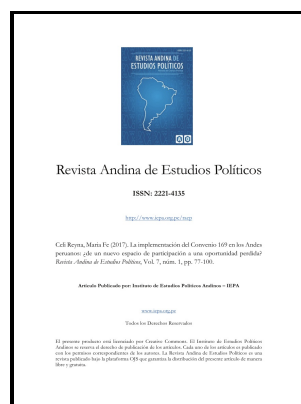 REVISTA ANDINA DE
ESTUDIOS POLÍTICOS
Revista Andina de Estudios Políticos
ISSN: 2221-4135
http://www.iepa.org.pe/raep
Celi Reyna, María Fe (2017). La implementación del Convenio 169 en los Andes
peruanos: ¿de un nuevo espacio de participación a una oportunidad perdida?
Revista Andina de Estudios Políticos, Vol. 7, núm. 1, pp. 77-100.
Artículo Publicado por: Instituto de Estudios Políticos Andinos – IEPA
www.iepa.org.pe
Todos los Derechos Reservados
El presente producto está licenciado por Creative Commons. El Instituto de Estudios Políticos
Andinos se reserva el derecho de publicación de los artículos. Cada uno de los artículos es publicado
con los permisos correspondientes de los autores. La Revista Andina de Estudios Políticos es una
revista publicada bajo la plataforma OJS que garantiza la distribución del presente artículo de manera
libre y gratuita.